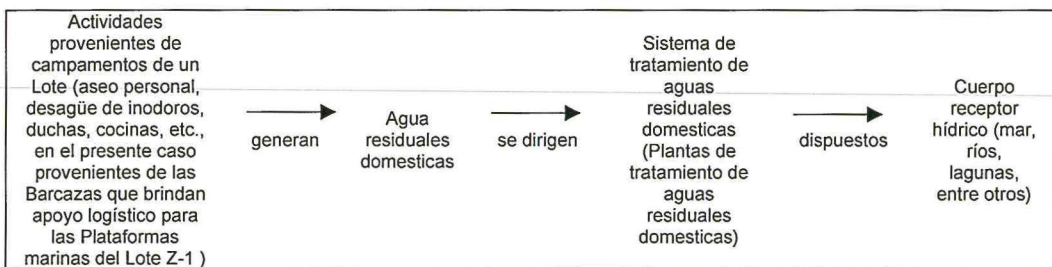 Actividades
provenientes de
campamentos de un
Lote (aseo personal,
desagüe de inodoros,
duchas, cocinas, etc.,
en el presente caso
provenientes de las
Barcazas que brindan
apoyo logístico para
las Plataformas
marinas del Lote Z-1 )
generan
Agua
residuales
domesticas
se dirigen
Sistema de
tratamiento de
aguas
residuales
domesticas
(Plantas de
tratamiento de
aguas
residuales
domesticas)
dispuestos
Cuerpo
receptor
hídrico (mar,
ríos,
lagunas,
entre otros)